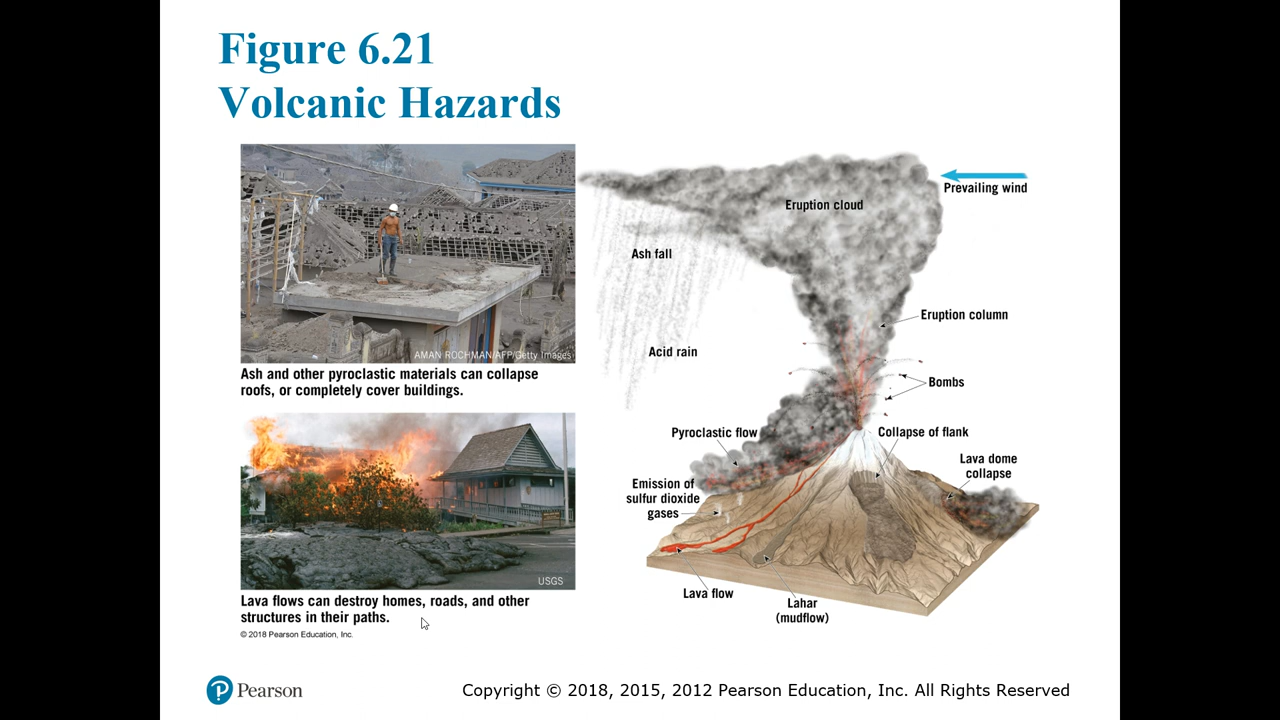 Figure 6.21
Volcanic Hazards
AMAN ROCHMAN/AFP/Getty Images
Ash and other pyroclastic materials can collapse
roofs, or completely cover buildings.
USGS
Lava flows can destroy homes, roads, and other
structures in their paths.
© 2018 Pearson Education, Inc.
Prevailing wind
Eruption cloud
Ash fall
Eruption column
Acid rain
Bombs
Pyroclastic flow
Collapse of flank
Lava dome
collapse
Emission of
sulfur dioxide
gases
Lava flow
Lahar
(mudflow)
P Pearson
Copyright © 2018, 2015, 2012 Pearson Education, Inc. All Rights Reserved